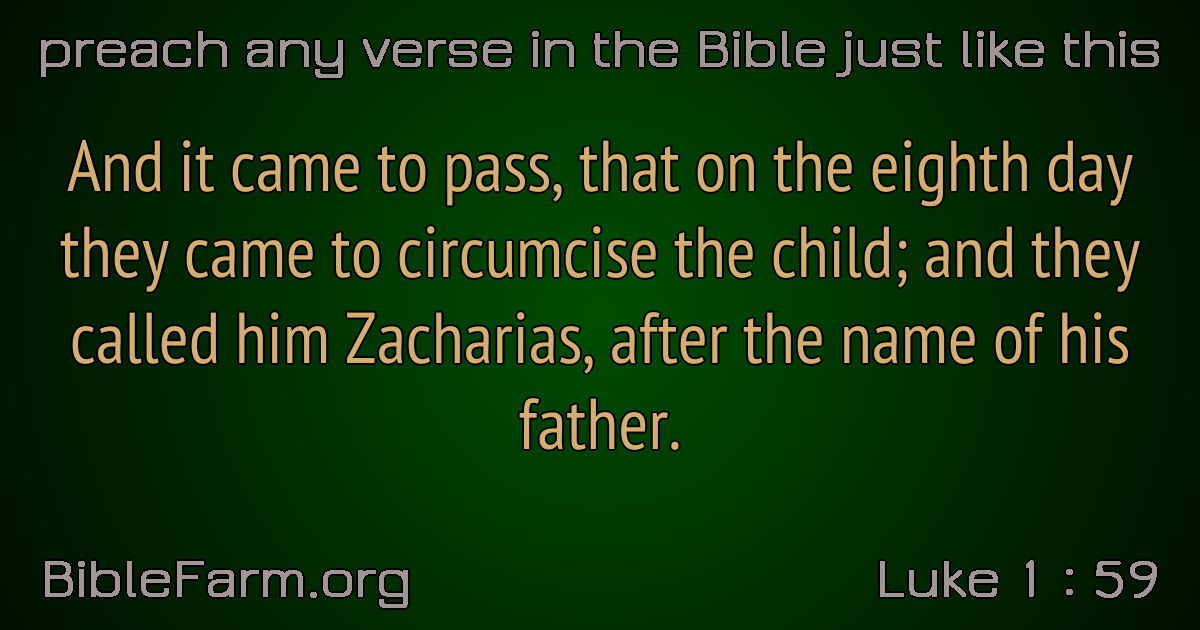 preach any verse in the Bible just like this
And it came to pass, that on the eighth day
they came to circumcise the child; and they
called him Zacharias, after the name of his
father.
BibleFarm.org
Luke 1 : 59